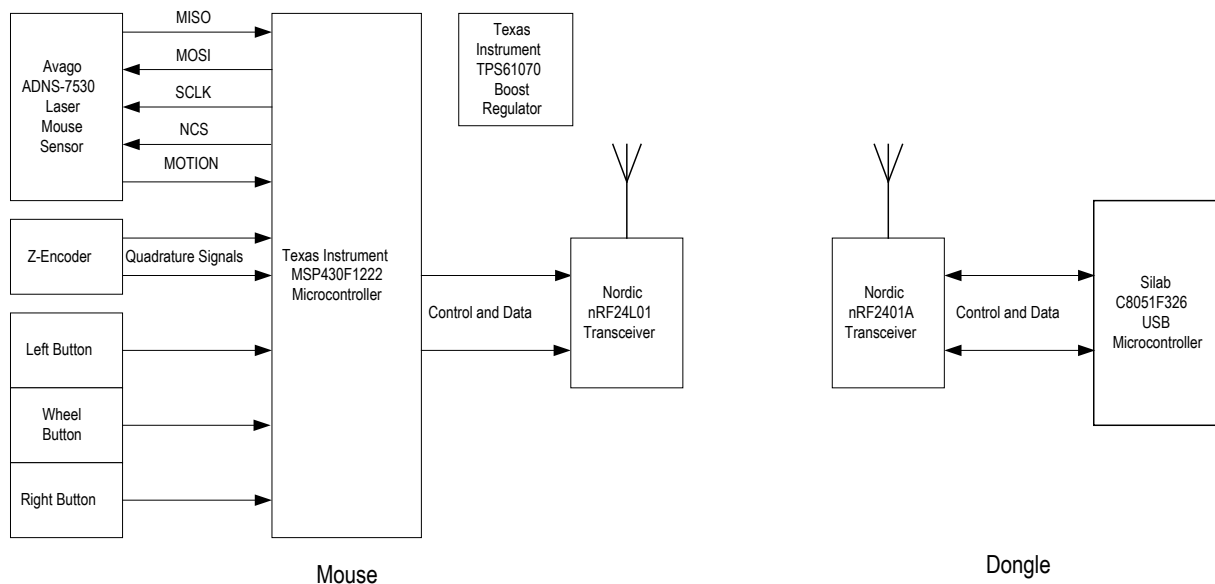 MISO
MOSI
SCLK
NCS
MOTION
Avago
ADNS-7530
Laser
Mouse
Sensor
Z-Encoder
Quadrature Signals
Left Button
Wheel
Button
Right Button
Texas Instrument
MSP430F1222
Microcontroller
Texas
Instrument
TPS61070
Boost
Regulator
Control and Data
Nordic
nRF24L01
Transceiver
Mouse
Nordic
nRF2401A
Transceiver
Control and Data
Silab
C8051F326
USB
Microcontroller
Dongle